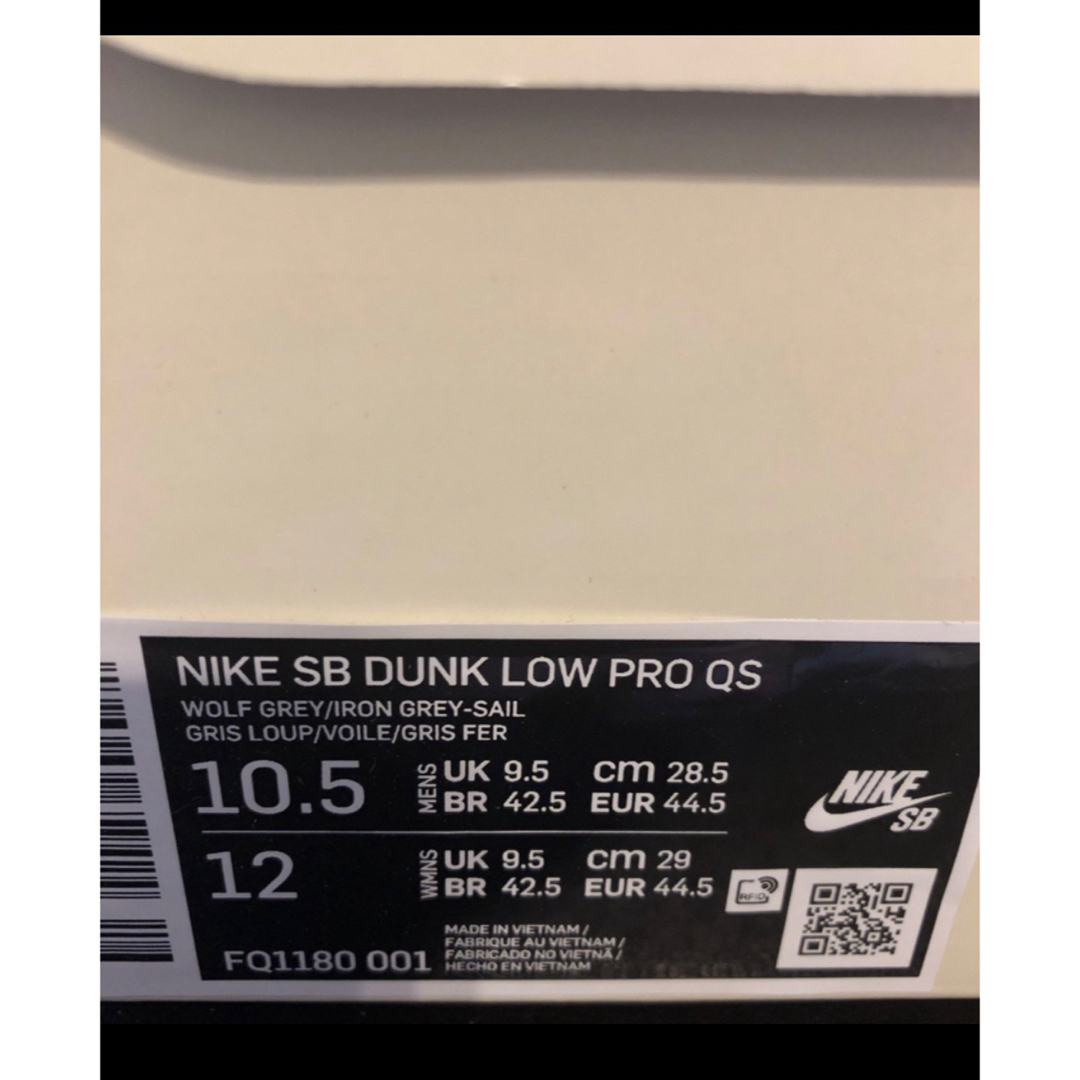 NIKE SB DUNK LOW PRO QS
WOLF GREY/IRON GREY-SAIL
GRIS LOUP/VOILE/GRIS FER
10.5 MENS UK 9.5 cm 28.5
BR 42.5 EUR 44.5
NIKE SB
12 WMNS UK 9.5 cm 29
BR 42.5 EUR 44.5
RFID
FQ1180 001
MADE IN VIETNAM /
FABRIQUE AU VIETNAM /
FABRICADO NO VIETNÃ /
HECHO EN VIETNAM